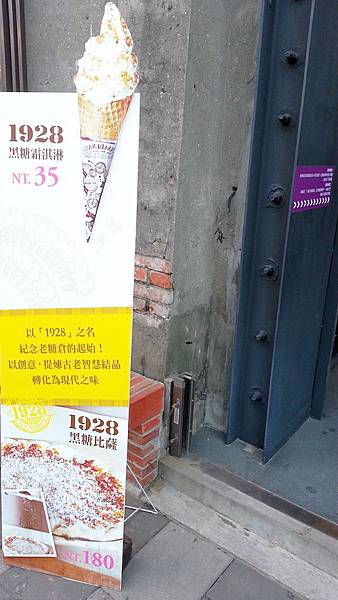 1928
黑糖霜淇淋
NT. 35
以「1928」之名
紀念老糖倉的起始！
以創意，提煉古老智慧結晶
轉化為現代之味
1928
1928
黑糖比薩
NT. 180